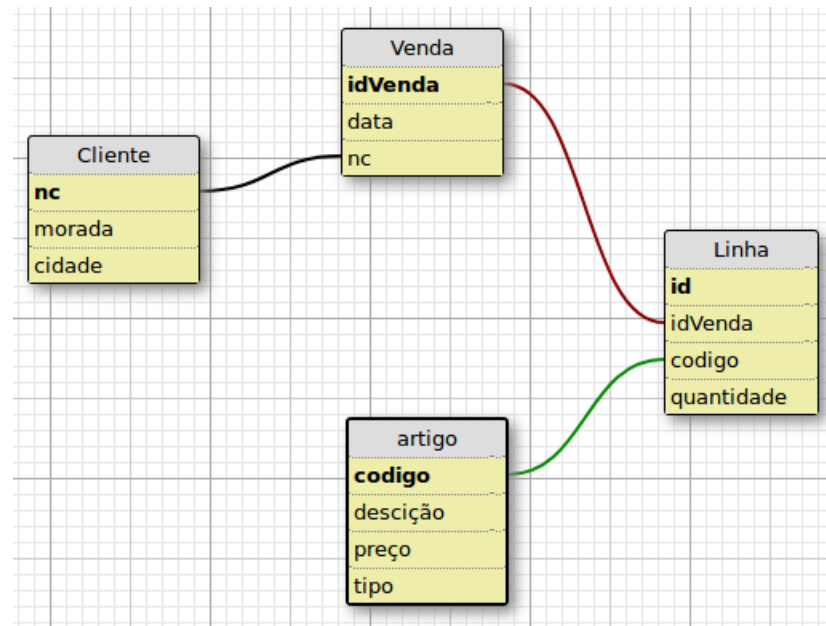 Venda
idVenda
data
nc
Cliente
nc
morada
cidade
Linha
id
idVenda
codigo
quantidade
artigo
codigo
descição
preço
tipo